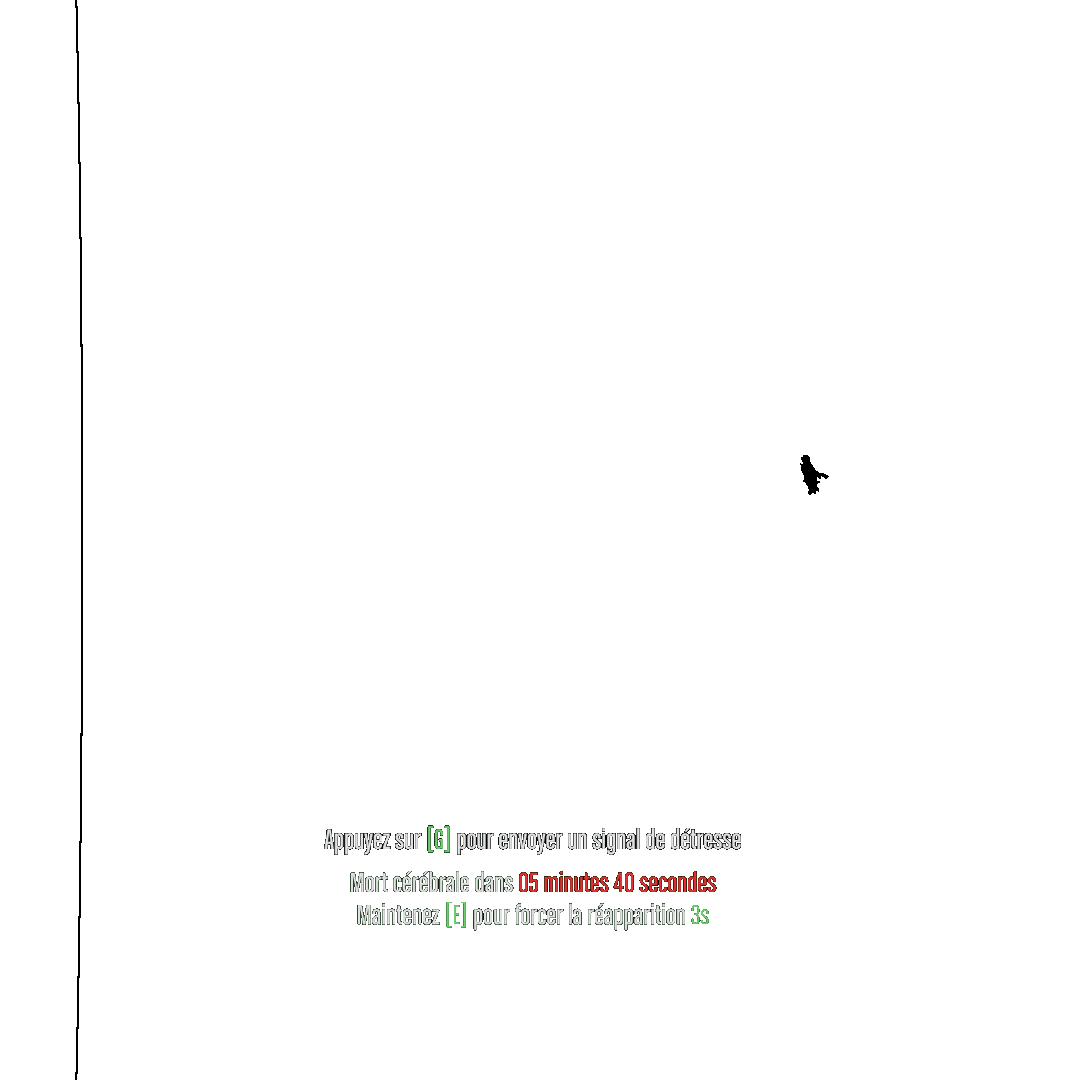 Appuyez sur [G] pour envoyer un signal de détresse
Mort cérébrale dans 05 minutes 40 secondes
Maintenez [E] pour forcer la réapparition 3s